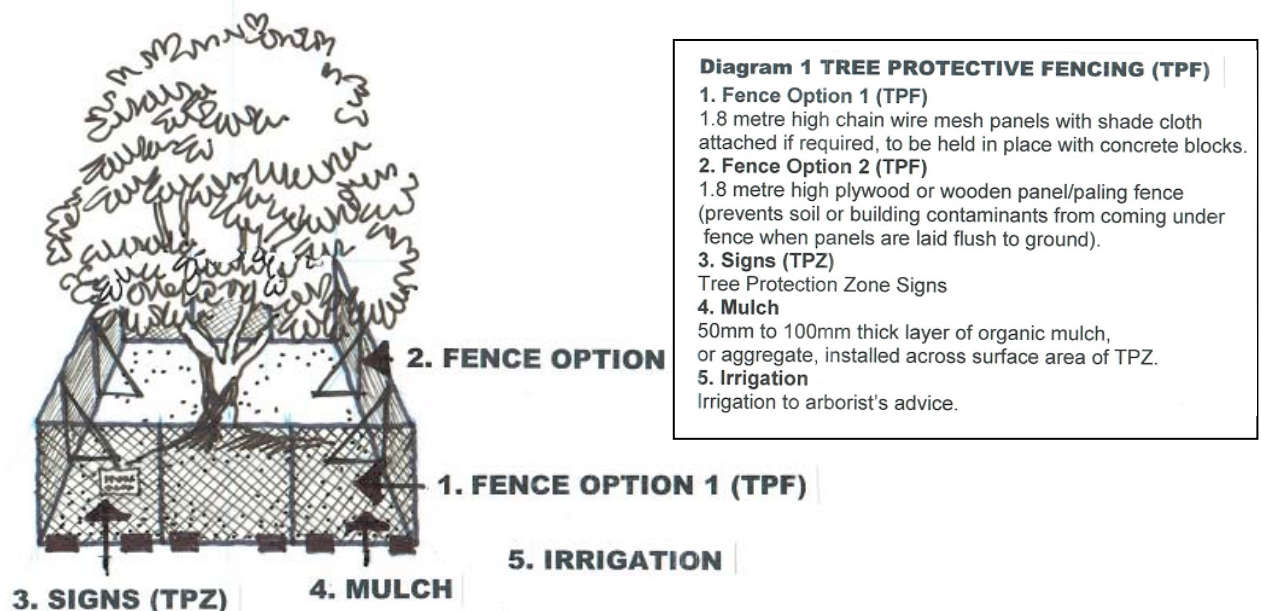 Diagram 1 TREE PROTECTIVE FENCING (TPF)
1. Fence Option 1 (TPF)
1.8 metre high chain wire mesh panels with shade cloth
attached if required, to be held in place with concrete blocks.
2. Fence Option 2 (TPF)
1.8 metre high plywood or wooden panel/paling fence
(prevents soil or building contaminants from coming under
fence when panels are laid flush to ground).
3. Signs (TPZ)
Tree Protection Zone Signs
4. Mulch
50mm to 100mm thick layer of organic mulch,
or aggregate, installed across surface area of TPZ.
5. Irrigation
Irrigation to arborist's advice.
2. FENCE OPTION
1. FENCE OPTION 1 (TPF)
5. IRRIGATION
4. MULCH
3. SIGNS (TPZ)